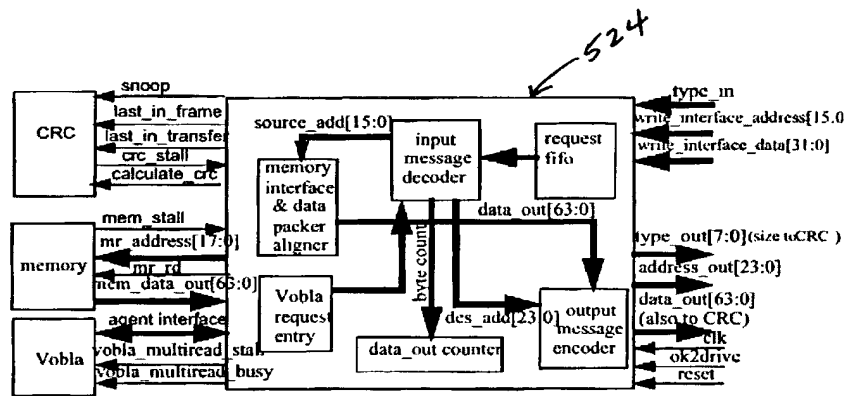 524
snoop
last_in_frame
last_in_transfer
crc_stall
calculate_crc
CRC
mem_stall
mr_address[17:0]
mr_rd
mem_data_out[63:0]
memory
agent interface
vobla_multiread_stall
vobla_multiread_busy
Vobla
source_add[15:0]
input
message
decoder
request
fifo
memory
interface
& data
packer
aligner
data_out[63:0]
byte count
Vobla
request
entry
des_add[23:0]
output
message
encoder
data_out counter
type_in
write_interface_address[15.0
write_interface_data[31:0]
type_out[7:0](size toCRC )
address_out[23:0]
data_out[63:0]
(also to CRC)
clk
ok2drive
reset